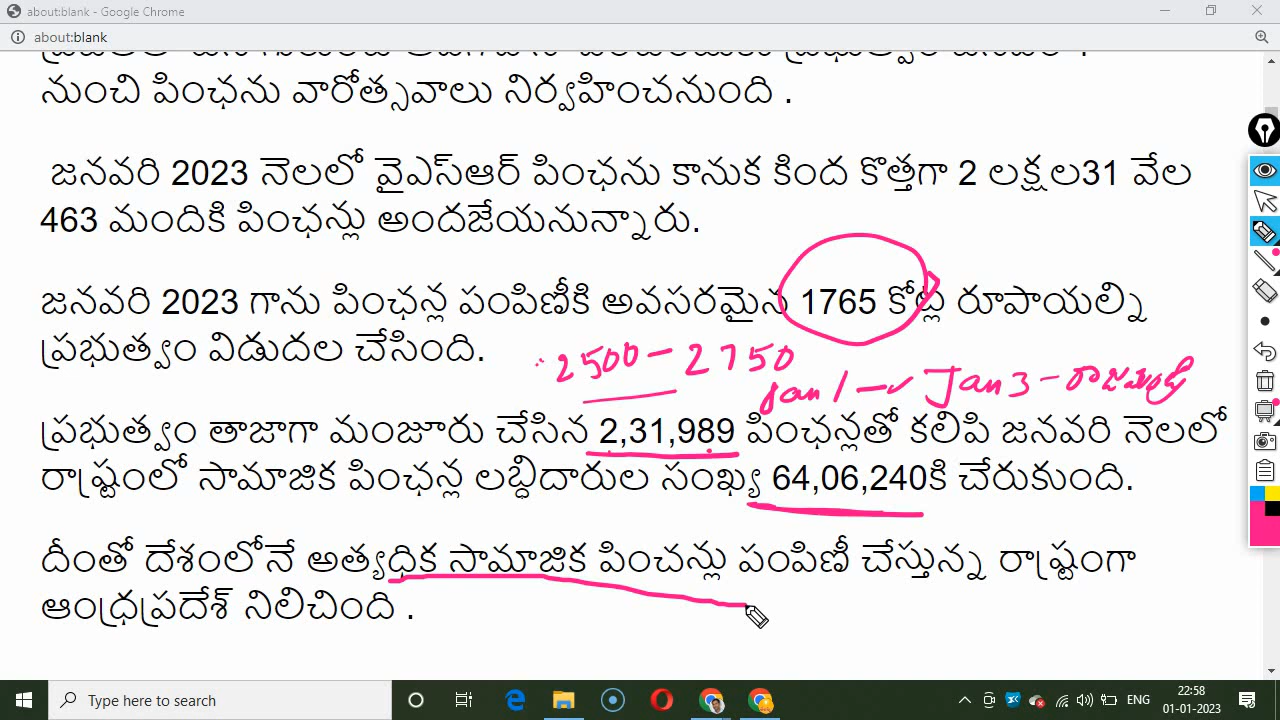 about:blank - Google Chrome
about:blank
నుంచి పింఛను వారోత్సవాలు నిర్వహించనుంది .
జనవరి 2023 నెలలో వైఎస్ఆర్ పింఛను కానుక కింద కొత్తగా 2 లక్షల31 వేల
463 మందికి పింఛన్లు అందజేయనున్నారు.
జనవరి 2023 గాను పింఛన్ల పంపిణీకి అవసరమైన 1765 కోట్ల రూపాయల్ని
ప్రభుత్వం విడుదల చేసింది.
2500 - 2750
Jan 1 - Jan 3 - రాజమండ్రి
ప్రభుత్వం తాజాగా మంజూరు చేసిన 2,31,989 పింఛన్లతో కలిపి జనవరి నెలలో
రాష్ట్రంలో సామాజిక పింఛన్ల లబ్ధిదారుల సంఖ్య 64,06,240కి చేరుకుంది.
దీంతో దేశంలోనే అత్యధిక సామాజిక పించన్లు పంపిణీ చేస్తున్న రాష్ట్రంగా
ఆంధ్రప్రదేశ్ నిలిచింది .
Type here to search
ENG
22:58
01-01-2023